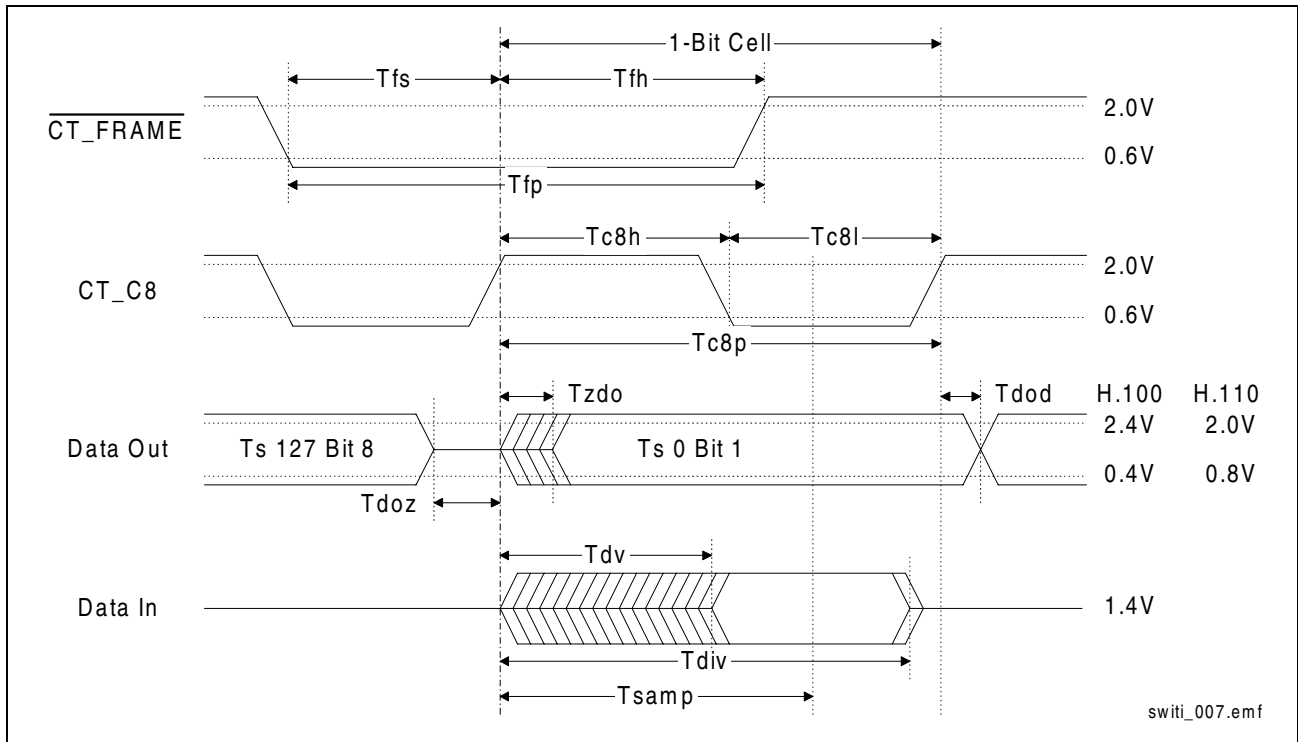 1-Bit Cell
Tfs
Tfh
CT_FRAME
2.0V
0.6V
Tfp
Tc8h
Tc8l
CT_C8
2.0V
0.6V
Tc8p
Tzdo
Tdod
H.100 H.110
Data Out
Ts 127 Bit 8
Ts 0 Bit 1
2.4V 2.0V
0.4V 0.8V
Tdoz
Tdv
Data In
1.4V
Tdiv
Tsamp
switi_007.emf